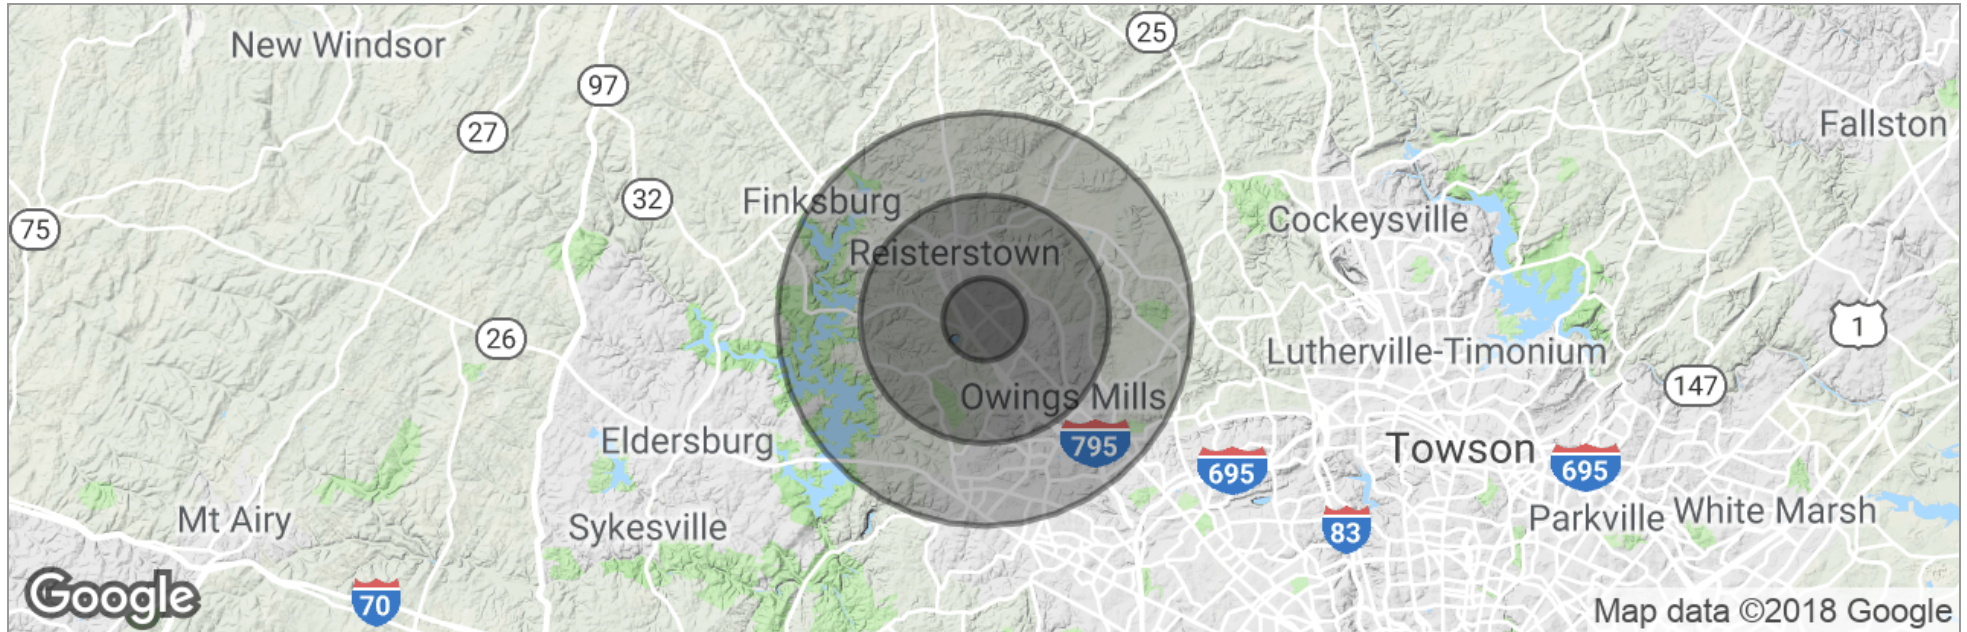 25
New Windsor
97
Fallston
27
32
Finksburg
75
Cockeysville
Reisterstown
1
26
Lutherville-Timonium
147
Owings Mills
Eldersburg
795
Towson
695
695
Mt Airy
Sykesville
Parkville
White Marsh
83
Google
70
Map data ©2018 Google